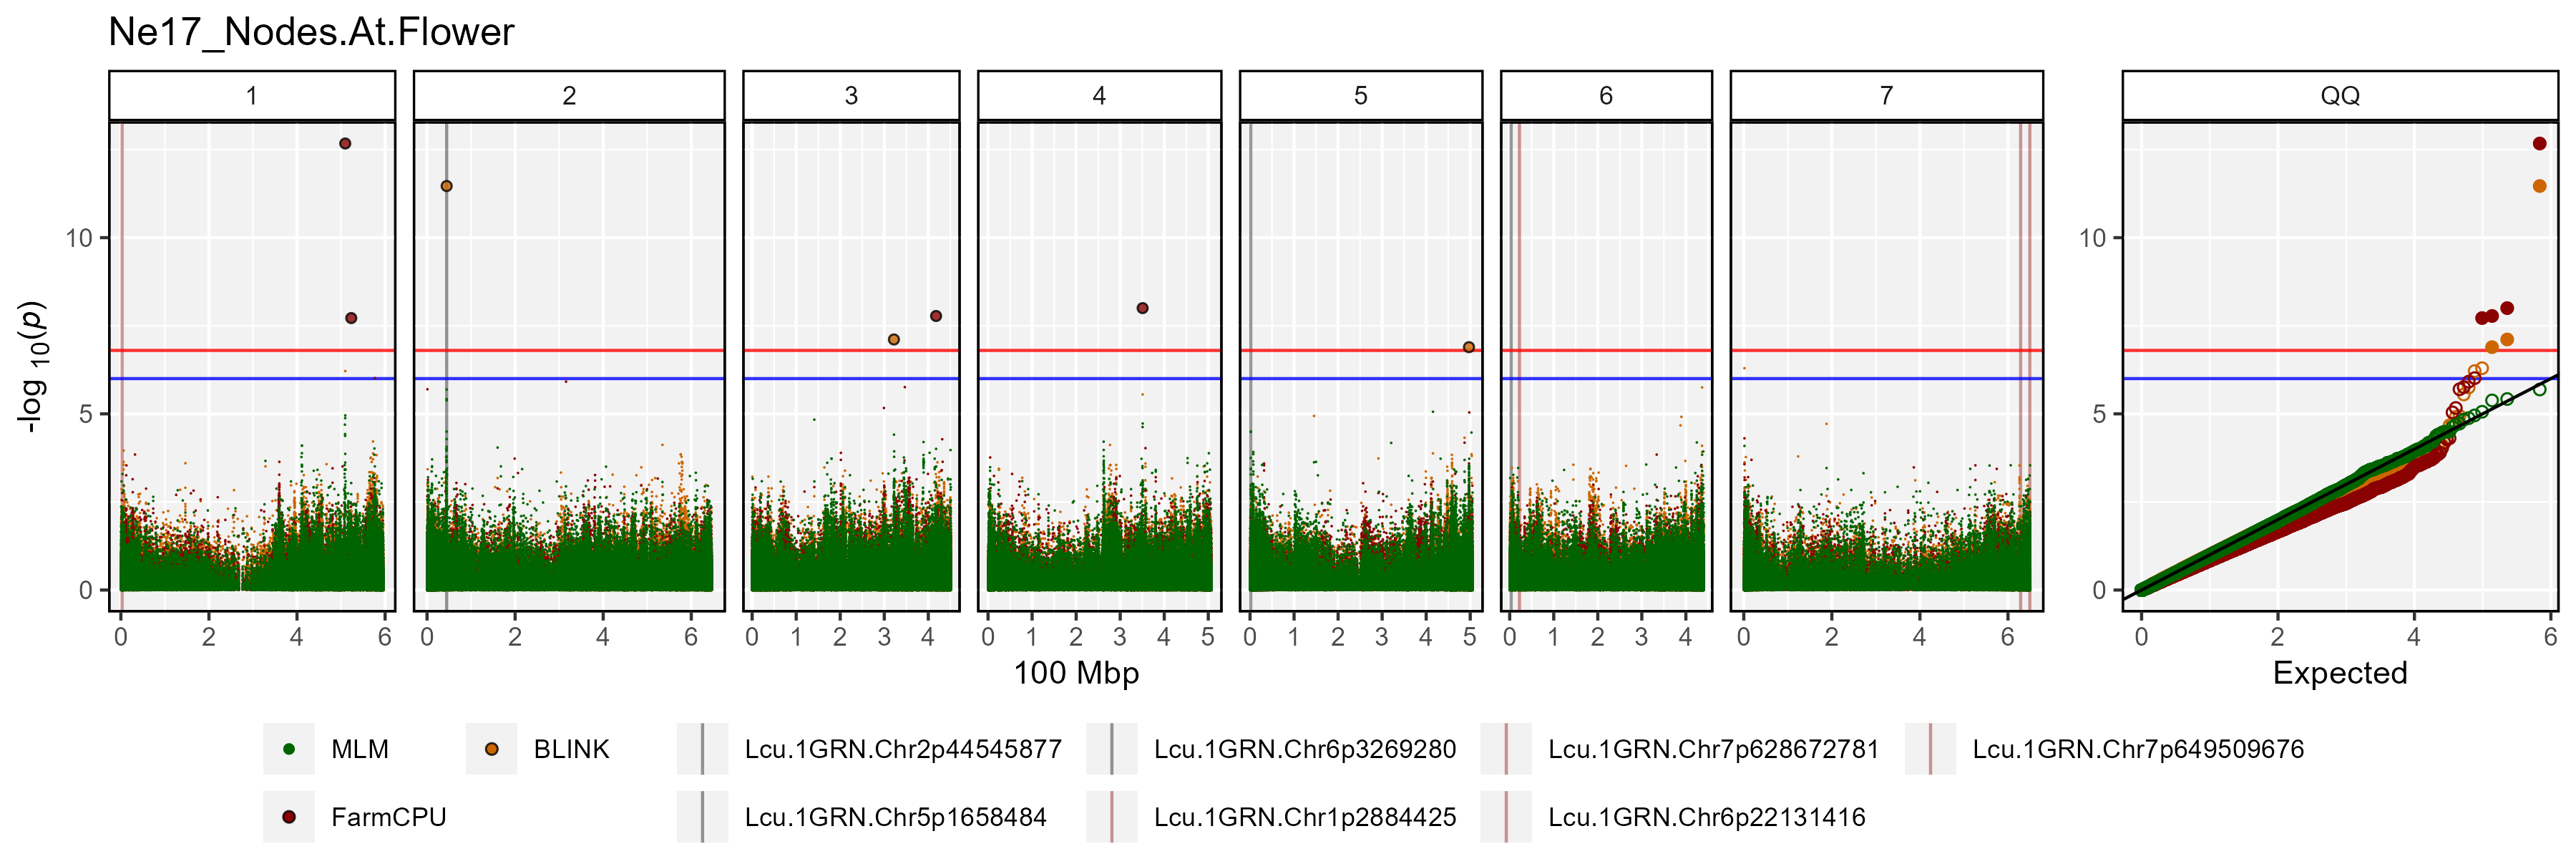 Ne17_Nodes.At.Flower
1 2 3 4 5 6 7 QQ
-log 10(p)
10
5
0
10
5
0
0 2 4 6 0 2 4 6 0 1 2 3 4 0 1 2 3 4 5 0 1 2 3 4 5 0 1 2 3 4 0 2 4 6 0 2 4 6
100 Mbp Expected
MLM BLINK Lcu.1GRN.Chr2p44545877 Lcu.1GRN.Chr6p3269280 Lcu.1GRN.Chr7p628672781 Lcu.1GRN.Chr7p649509676
FarmCPU Lcu.1GRN.Chr5p1658484 Lcu.1GRN.Chr1p2884425 Lcu.1GRN.Chr6p22131416